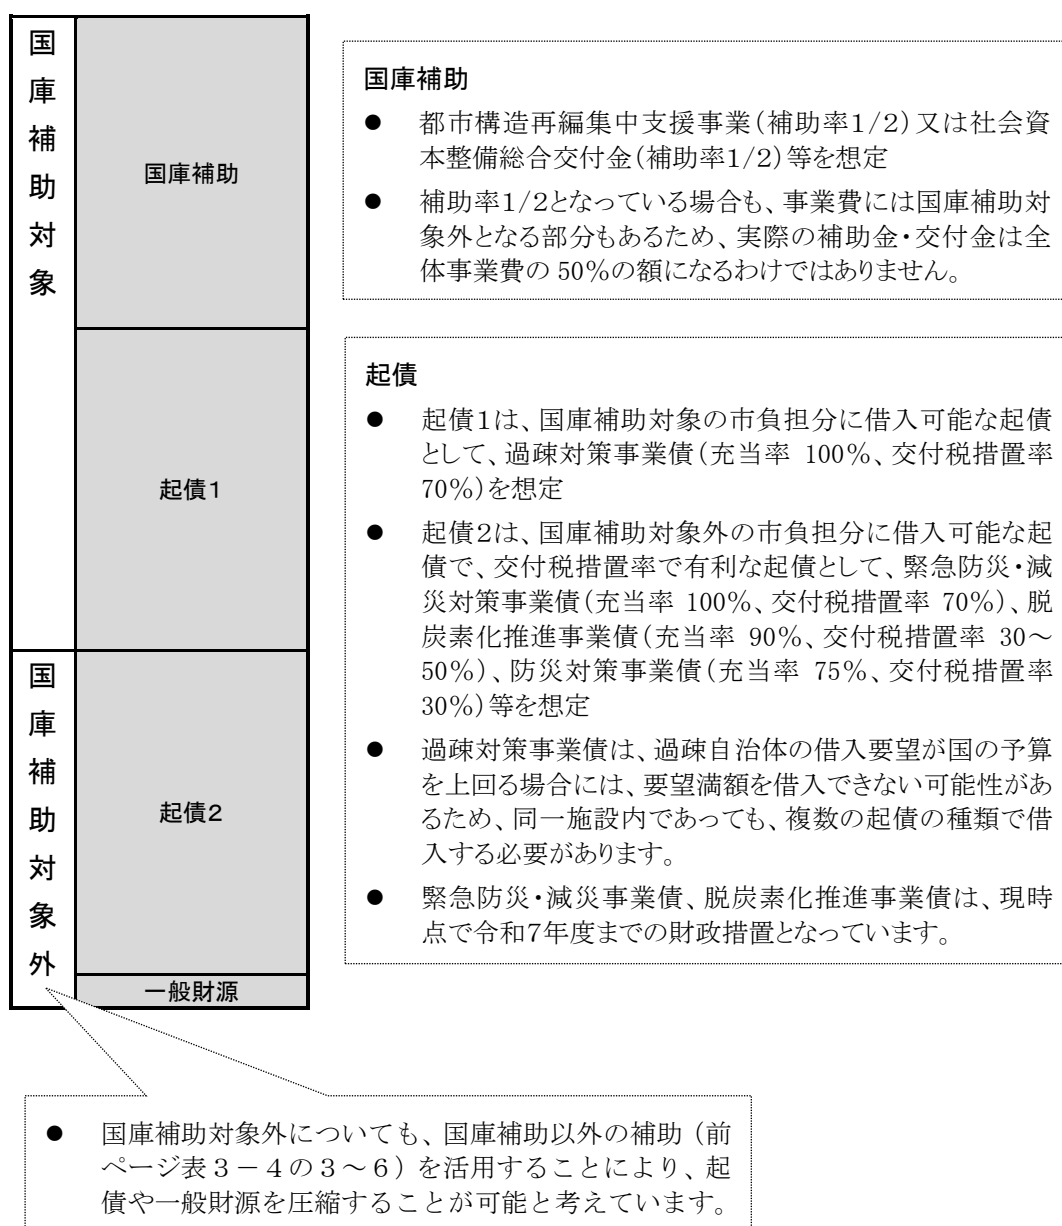 国庫補助対象
国庫補助
起債1
国庫補助対象外
起債2
一般財源
国庫補助
● 都市構造再編集中支援事業（補助率1/2）又は社会資
本整備総合交付金（補助率1/2）等を想定
● 補助率1/2となっている場合も、事業費には国庫補助対
象外となる部分もあるため、実際の補助金・交付金は全
体事業費の 50％の額になるわけではありません。
起債
● 起債1は、国庫補助対象の市負担分に借入可能な起債
として、過疎対策事業債（充当率 100％、交付税措置率
70％）を想定
● 起債2は、国庫補助対象外の市負担分に借入可能な起
債で、交付税措置率で有利な起債として、緊急防災・減
災対策事業債（充当率 100％、交付税措置率 70％）、脱
炭素化推進事業債（充当率 90％、交付税措置率 30～
50％）、防災対策事業債（充当率 75％、交付税措置率
30％）等を想定
● 過疎対策事業債は、過疎自治体の借入要望が国の予算
を上回る場合には、要望満額を借入できない可能性があ
るため、同一施設内であっても、複数の起債の種類で借
入する必要があります。
● 緊急防災・減災事業債、脱炭素化推進事業債は、現時
点で令和7年度までの財政措置となっています。
● 国庫補助対象外についても、国庫補助以外の補助（前
ページ表３－４の３～６）を活用することにより、起
債や一般財源を圧縮することが可能と考えています。